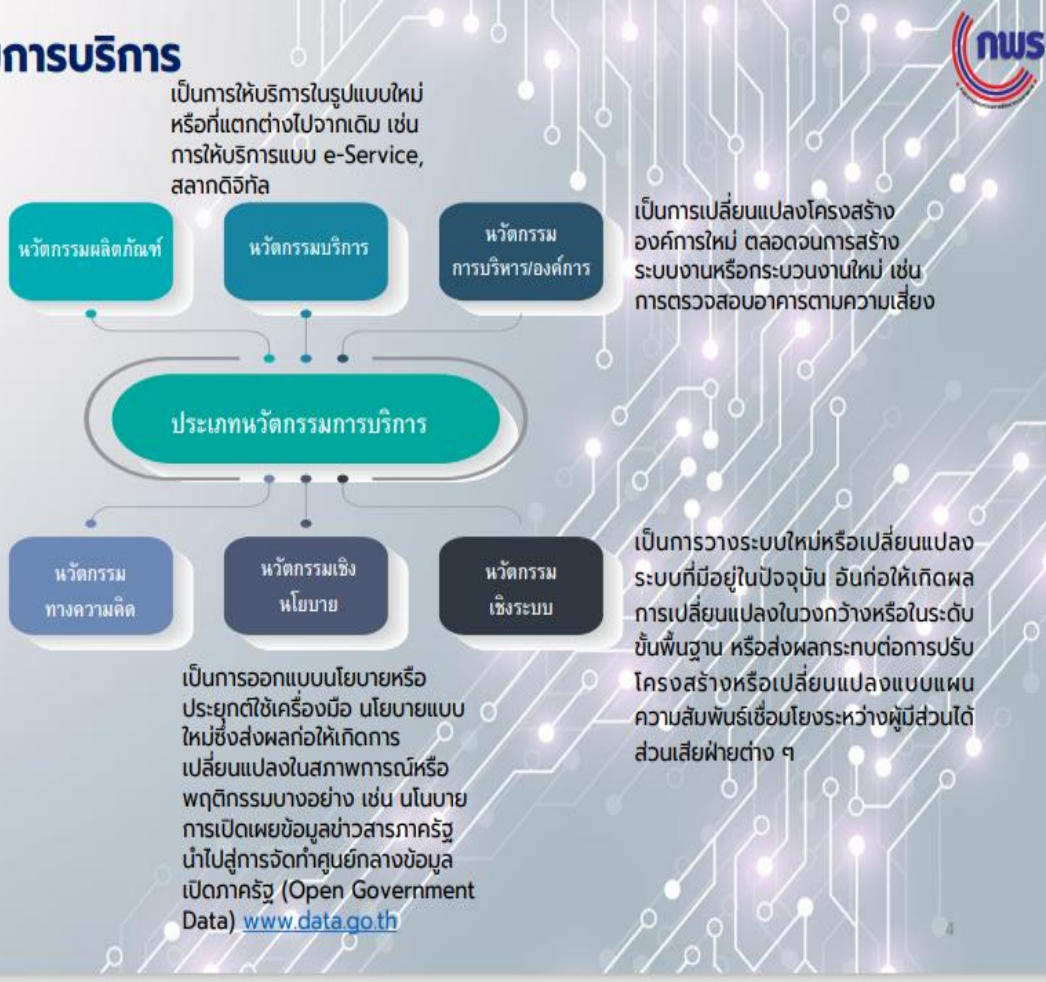 การบริการ
กพร
เป็นการให้บริการในรูปแบบใหม่
หรือที่แตกต่างไปจากเดิม เช่น
การให้บริการแบบ e-Service,
สลากดิจิทัล
นวัตกรรมผลิตภัณฑ์
นวัตกรรมบริการ
นวัตกรรม
การบริหาร/องค์การ
เป็นการเปลี่ยนแปลงโครงสร้าง
องค์การใหม่ ตลอดจนการสร้าง
ระบบงานหรือกระบวนงานใหม่ เช่น
การตรวจสอบอาคารตามความเสี่ยง
ประเภทนวัตกรรมการบริการ
นวัตกรรม
ทางความคิด
นวัตกรรมเชิง
นโยบาย
นวัตกรรม
เชิงระบบ
เป็นการวางระบบใหม่หรือเปลี่ยนแปลง
ระบบที่มีอยู่ในปัจจุบัน อันก่อให้เกิดผล
การเปลี่ยนแปลงในวงกว้างหรือในระดับ
ขั้นพื้นฐาน หรือส่งผลกระทบต่อการปรับ
โครงสร้างหรือเปลี่ยนแปลงแบบแผน
ความสัมพันธ์เชื่อมโยงระหว่างผู้มีส่วนได้
ส่วนเสียฝ่ายต่าง ๆ
เป็นการออกแบบนโยบายหรือ
ประยุกต์ใช้เครื่องมือ นโยบายแบบ
ใหม่ซึ่งส่งผลก่อให้เกิดการ
เปลี่ยนแปลงในสภาพการณ์หรือ
พฤติกรรมบางอย่าง เช่น นโนบาย
การเปิดเผยข้อมูลข่าวสารภาครัฐ
นำไปสู่การจัดทำศูนย์กลางข้อมูล
เปิดภาครัฐ (Open Government
Data) www.data.go.th
4